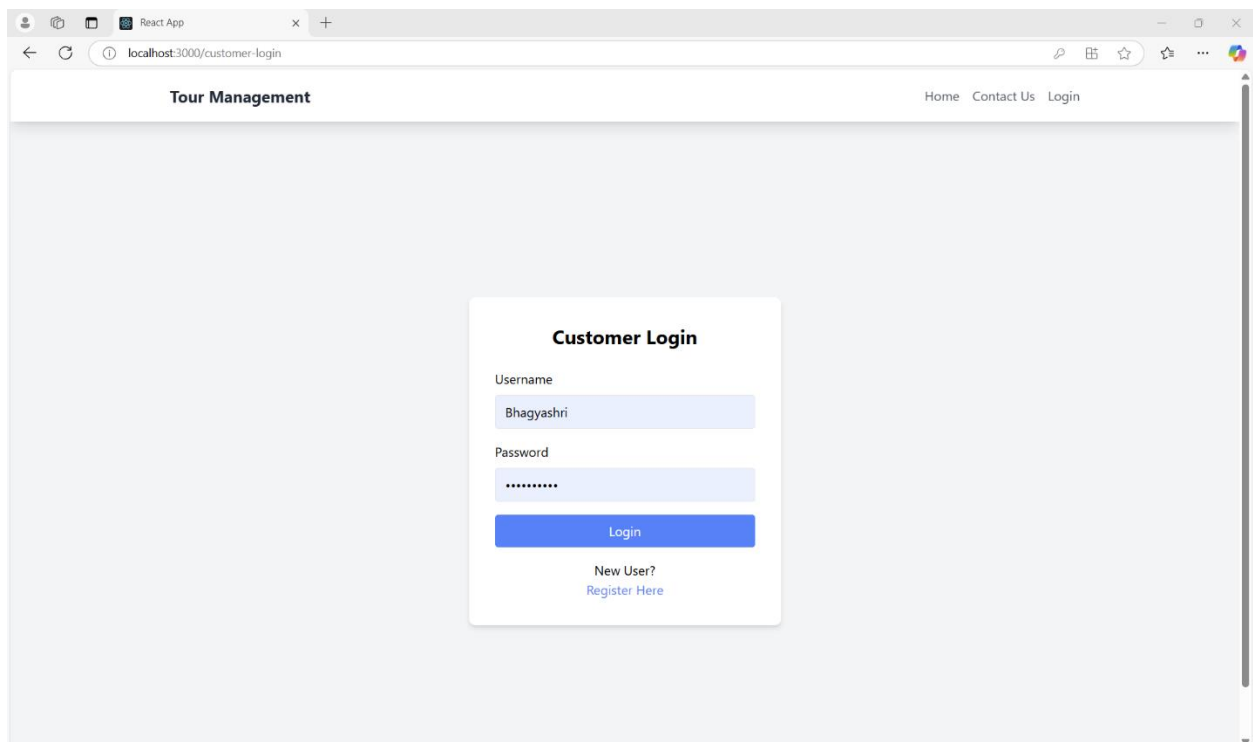 React App
localhost:3000/customer-login
Tour Management
Home Contact Us Login
Customer Login
Username
Bhagyashri
Password
••••••••••
Login
New User?
Register Here